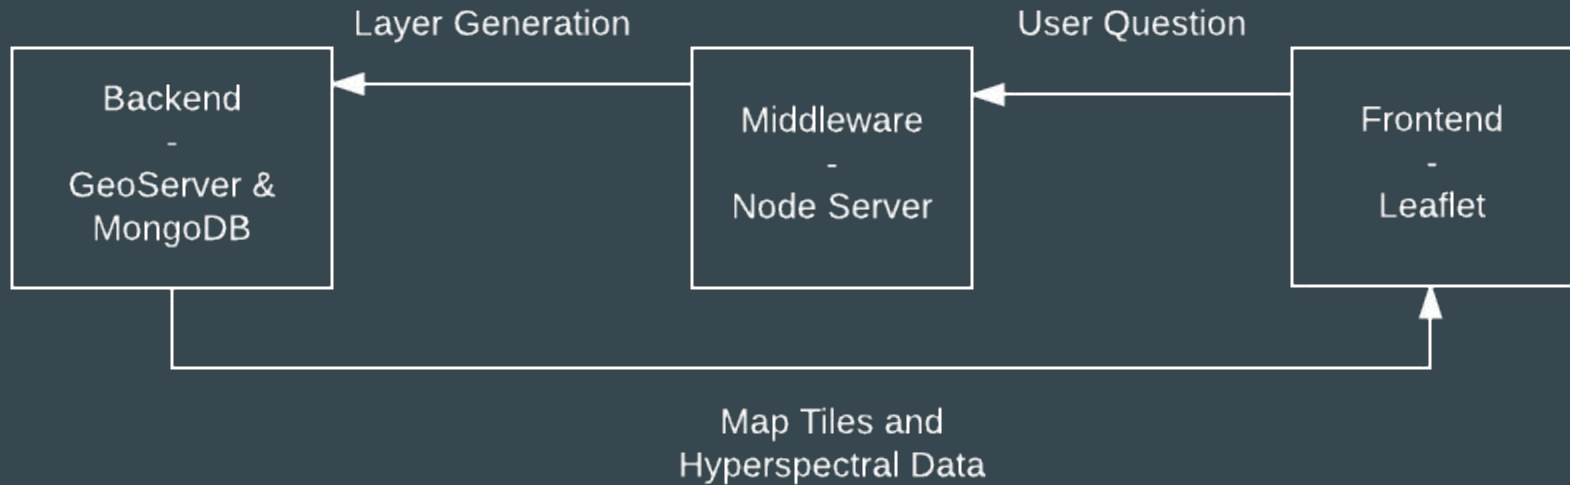 Layer Generation
User Question
Backend
-
GeoServer &
MongoDB
Middleware
-
Node Server
Frontend
-
Leaflet
Map Tiles and
Hyperspectral Data